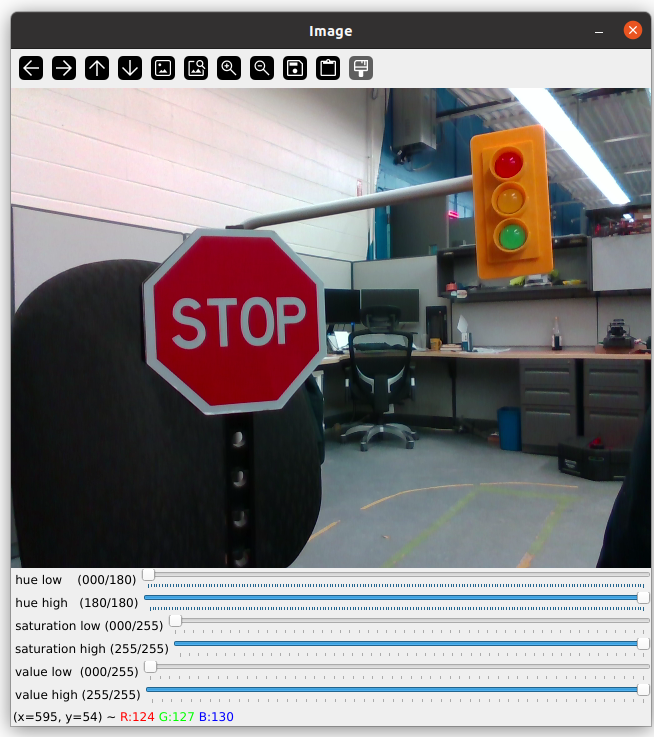 Image
STOP
hue low (000/180)
hue high (180/180)
saturation low (000/255)
saturation high (255/255)
value low (000/255)
value high (255/255)
(x=595, y=54) ~ R:124 G:127 B:130